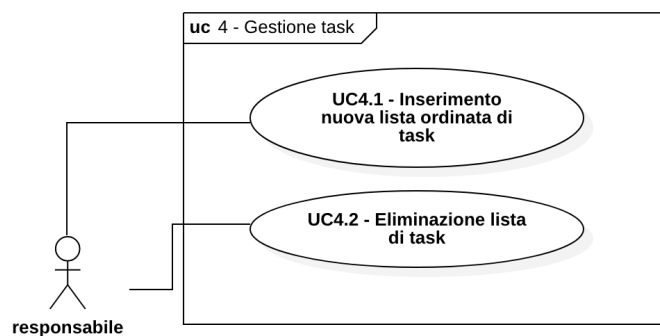 uc 4 - Gestione task
UC4.1 - Inserimento
nuova lista ordinata di
task
UC4.2 - Eliminazione lista
di task
responsabile